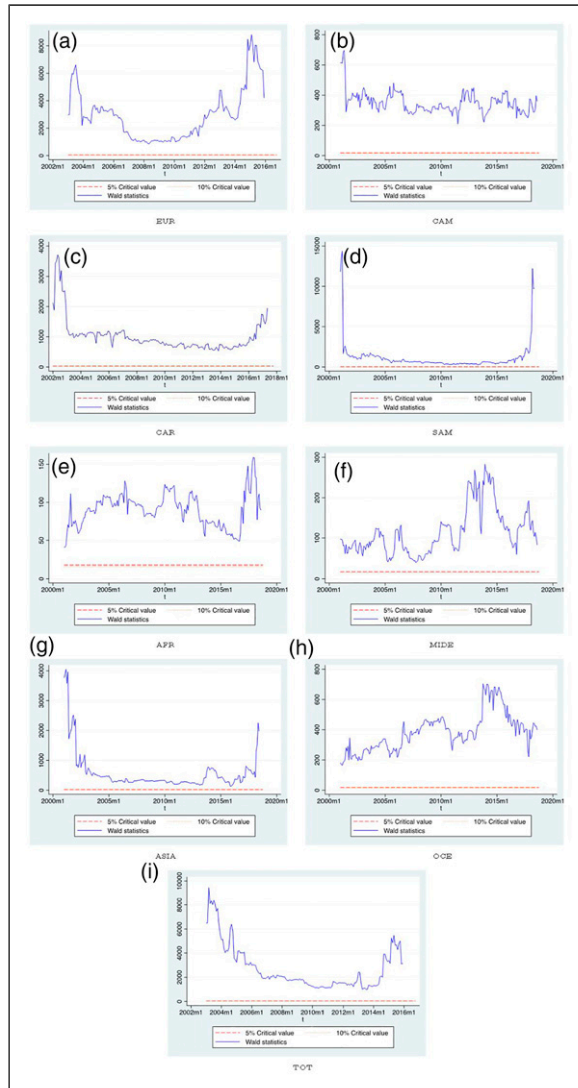 (a)
8000
6000
4000
2000
0
2002m1 2004m1 2006m1 2008m1 2010m1 2012m1 2014m1 2016m1
t
5% Critical value 10% Critical value
Wald statistics
EUR
(b)
800
600
400
200
0
2000m1 2005m1 2010m1 2015m1 2020m1
t
5% Critical value 10% Critical value
Wald statistics
CAM
(c)
4000
3000
2000
1000
0
2002m1 2004m1 2006m1 2008m1 2010m1 2012m1 2014m1 2016m1 2018m1
t
5% Critical value 10% Critical value
Wald statistics
CAR
(d)
15000
10000
5000
0
2000m1 2005m1 2010m1 2015m1 2020m1
t
5% Critical value 10% Critical value
Wald statistics
SAM
(e)
150
100
50
0
2000m1 2005m1 2010m1 2015m1 2020m1
t
5% Critical value 10% Critical value
Wald statistics
AFR
(f)
300
200
100
0
2000m1 2005m1 2010m1 2015m1 2020m1
t
5% Critical value 10% Critical value
Wald statistics
MIDE
(g)
4000
3000
2000
1000
0
2000m1 2005m1 2010m1 2015m1 2020m1
t
5% Critical value 10% Critical value
Wald statistics
ASIA
(h)
800
600
400
200
0
2000m1 2005m1 2010m1 2015m1 2020m1
t
5% Critical value 10% Critical value
Wald statistics
OCE
(i)
10000
8000
6000
4000
2000
0
2002m1 2004m1 2006m1 2008m1 2010m1 2012m1 2014m1 2016m1
t
5% Critical value 10% Critical value
Wald statistics
TOT